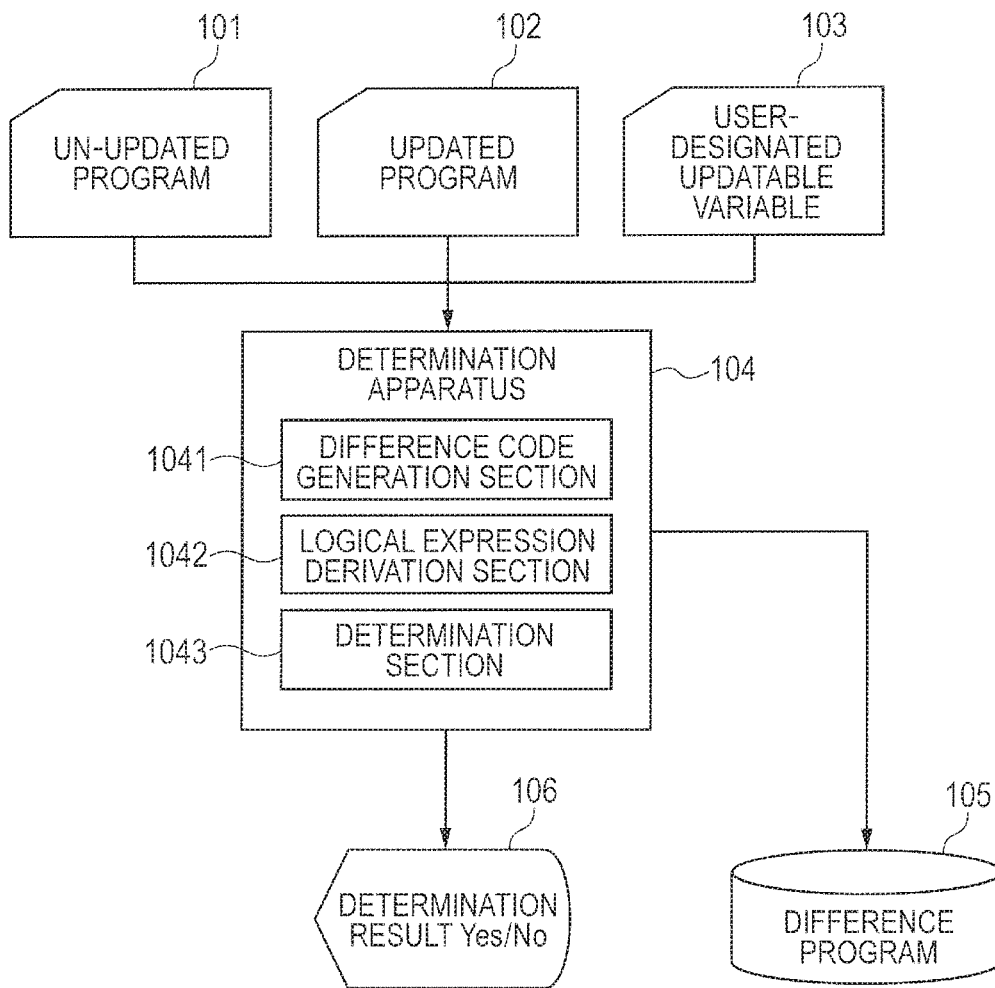 101
102
103
UN-UPDATED
PROGRAM
UPDATED
PROGRAM
USER-
DESIGNATED
UPDATABLE
VARIABLE
DETERMINATION
APPARATUS
104
1041
DIFFERENCE CODE
GENERATION SECTION
1042
LOGICAL EXPRESSION
DERIVATION SECTION
1043
DETERMINATION
SECTION
106
105
DETERMINATION
RESULT Yes/No
DIFFERENCE
PROGRAM